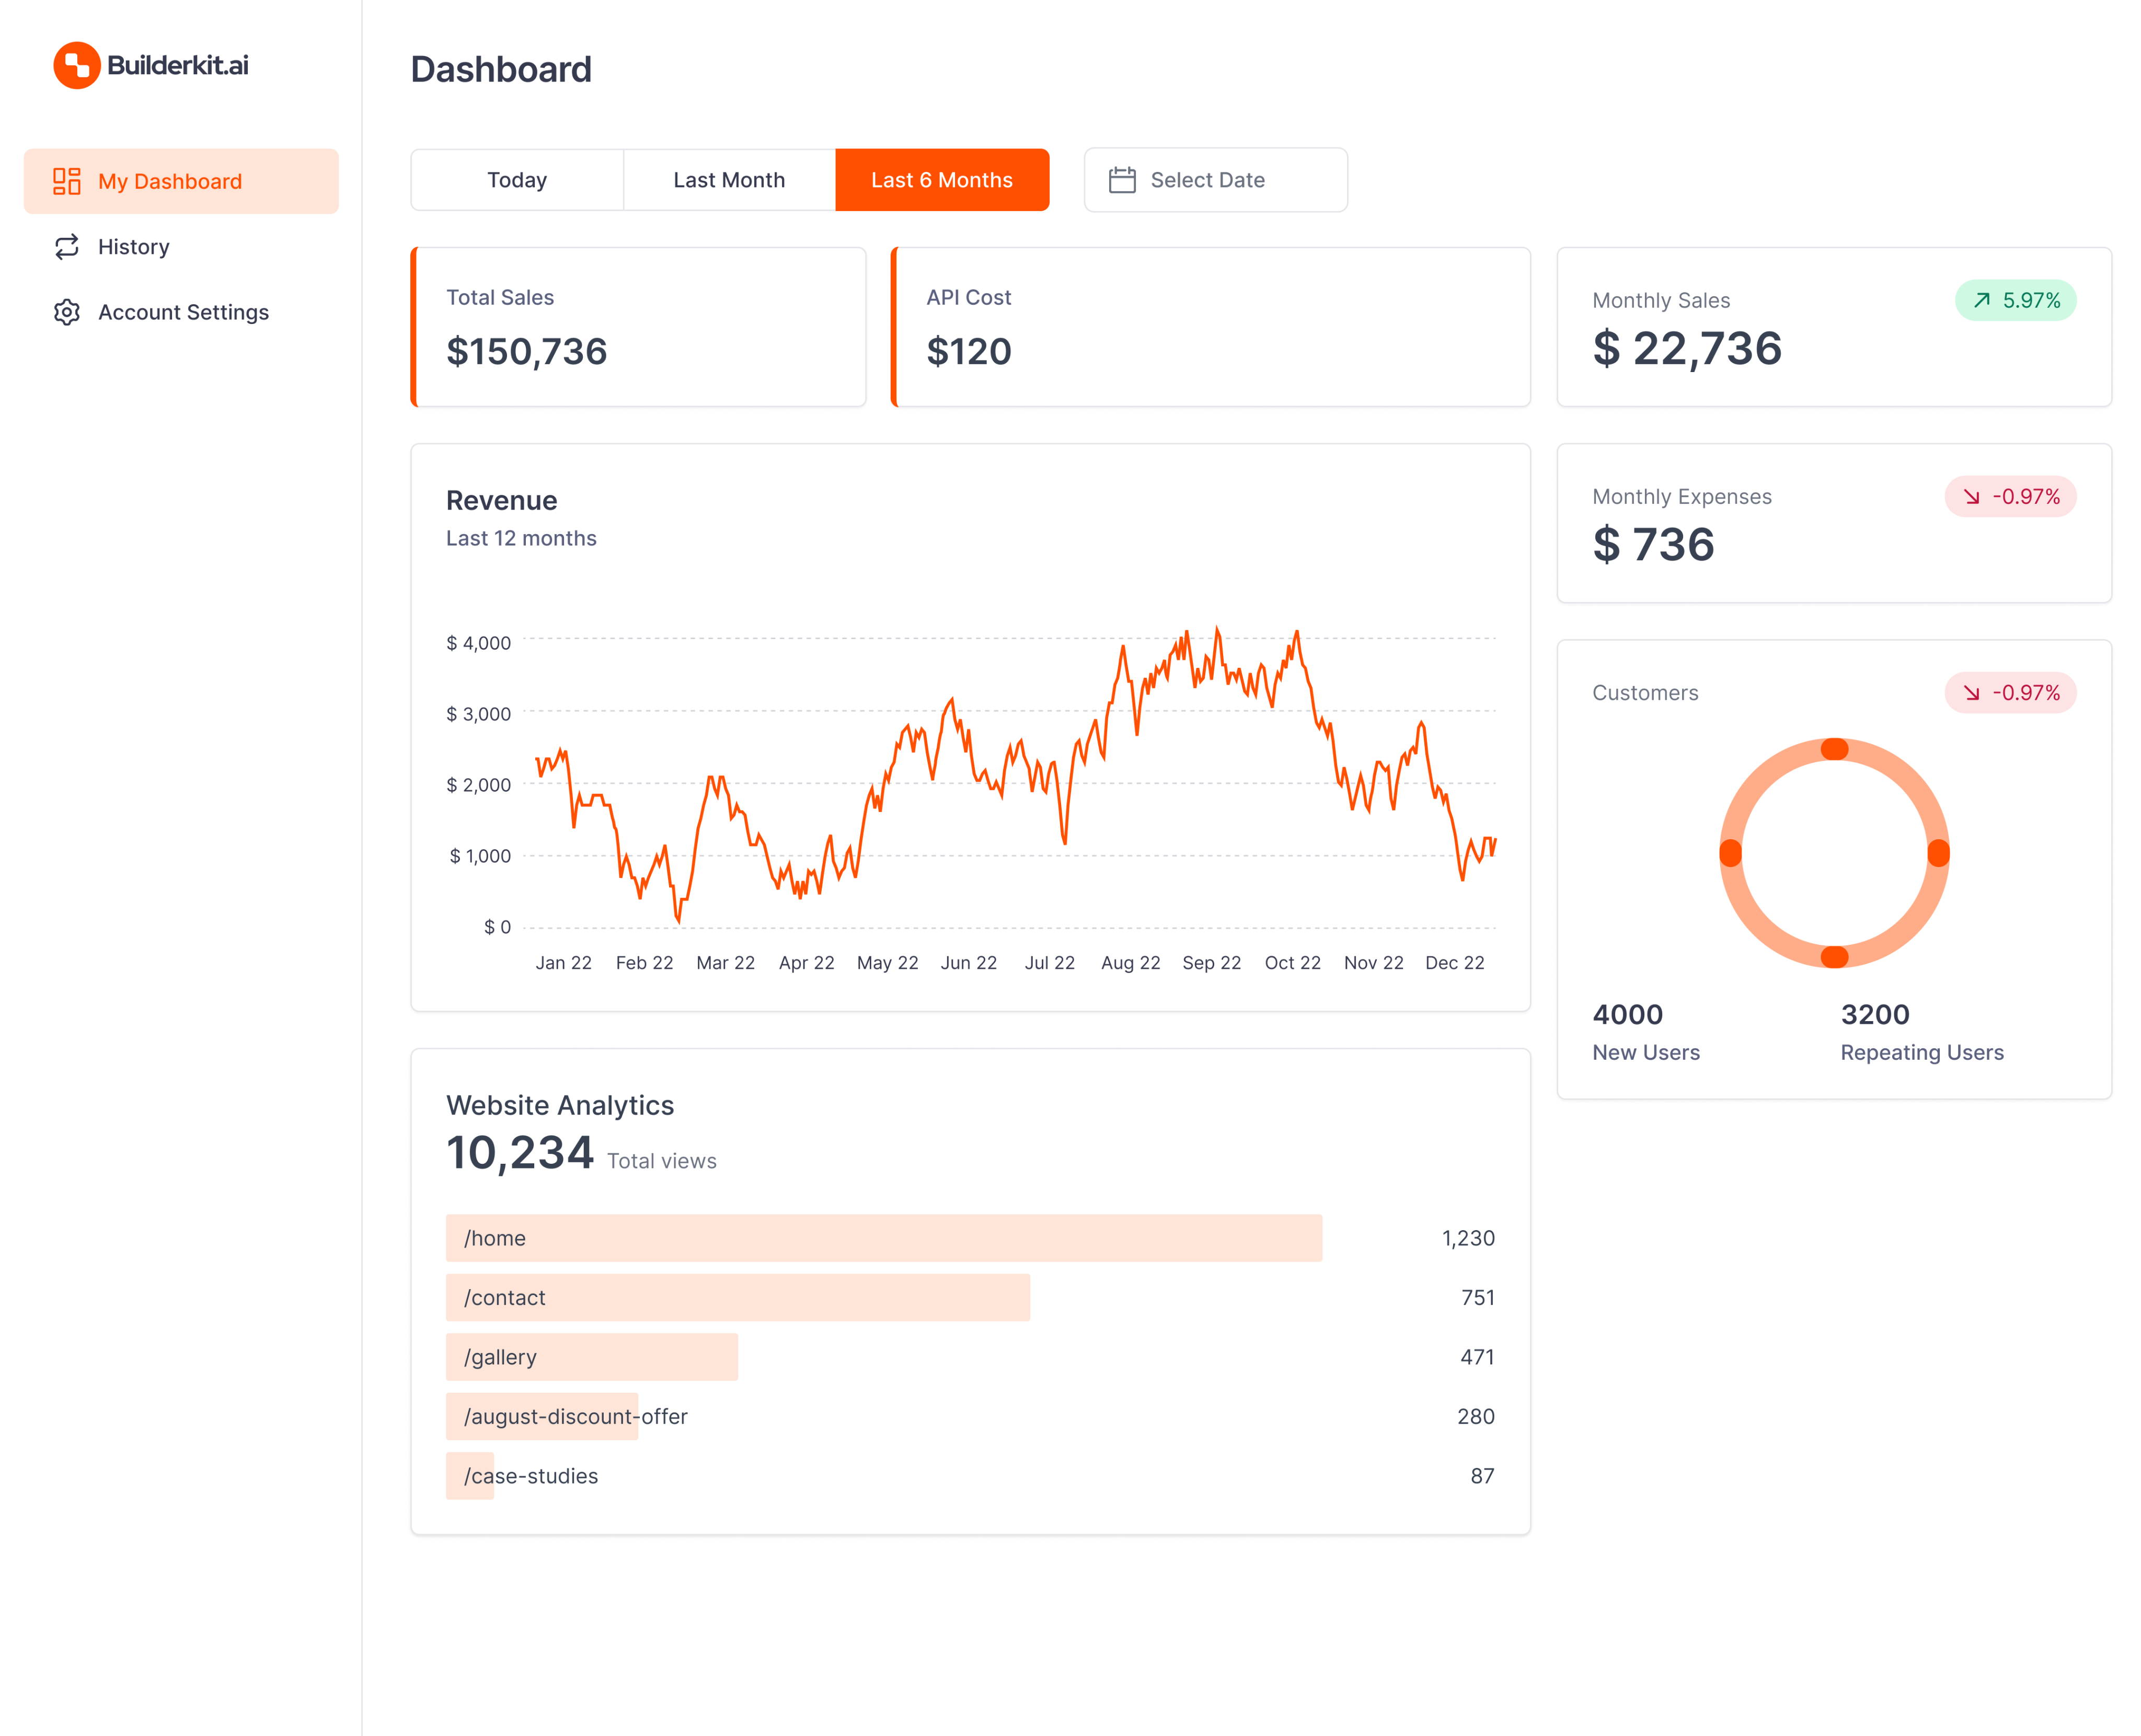 Builderkit.ai
My Dashboard
History
Account Settings
Dashboard
Today
Last Month
Last 6 Months
Select Date
Total Sales
$150,736
API Cost
$120
Monthly Sales
5.97%
$ 22,736
Revenue
Last 12 months
$ 4,000
$ 3,000
$ 2,000
$ 1,000
$ 0
Jan 22 Feb 22 Mar 22 Apr 22 May 22 Jun 22 Jul 22 Aug 22 Sep 22 Oct 22 Nov 22 Dec 22
Monthly Expenses
-0.97%
$ 736
Customers
-0.97%
4000
New Users
3200
Repeating Users
Website Analytics
10,234 Total views
/home 1,230
/contact 751
/gallery 471
/august-discount-offer 280
/case-studies 87